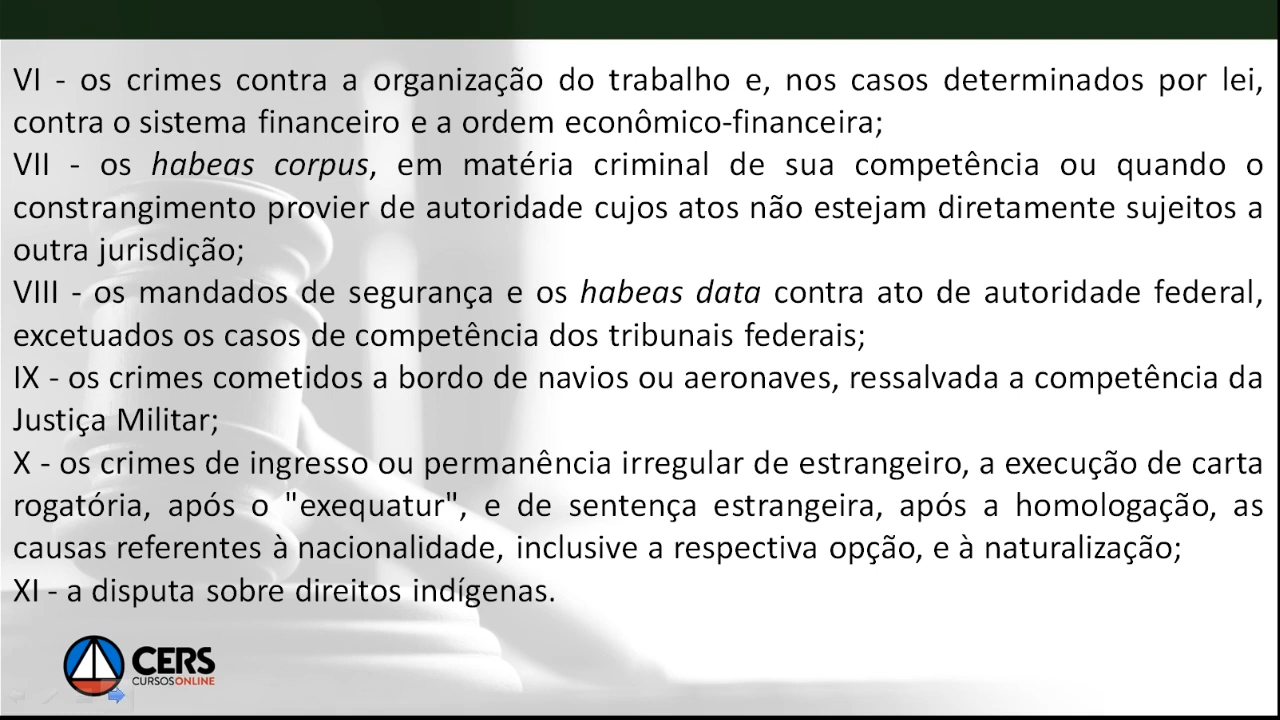 VI - os crimes contra a organização do trabalho e, nos casos determinados por lei,
contra o sistema financeiro e a ordem econômico-financeira;
VII - os habeas corpus, em matéria criminal de sua competência ou quando o
constrangimento provier de autoridade cujos atos não estejam diretamente sujeitos a
outra jurisdição;
VIII - os mandados de segurança e os habeas data contra ato de autoridade federal,
excetuados os casos de competência dos tribunais federais;
IX - os crimes cometidos a bordo de navios ou aeronaves, ressalvada a competência da
Justiça Militar;
X - os crimes de ingresso ou permanência irregular de estrangeiro, a execução de carta
rogatória, após o "exequatur", e de sentença estrangeira, após a homologação, as
causas referentes à nacionalidade, inclusive a respectiva opção, e à naturalização;
XI - a disputa sobre direitos indígenas.
CERS
CURSOSONLINE